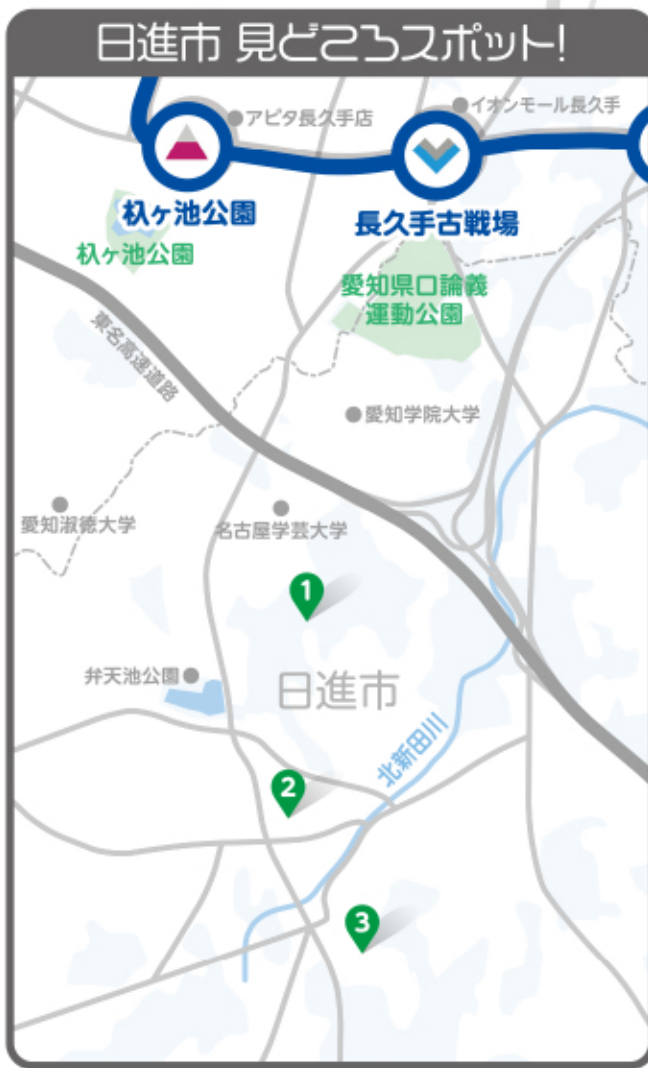 日進市 見どころスポット!
アピタ長久手店
イオンモール長久手
杁ヶ池公園
長久手古戦場
杁ヶ池公園
愛知県口論義
運動公園
東名高速道路
愛知学院大学
愛知淑徳大学
名古屋学芸大学
1
弁天池公園
日進市
北新田川
2
3